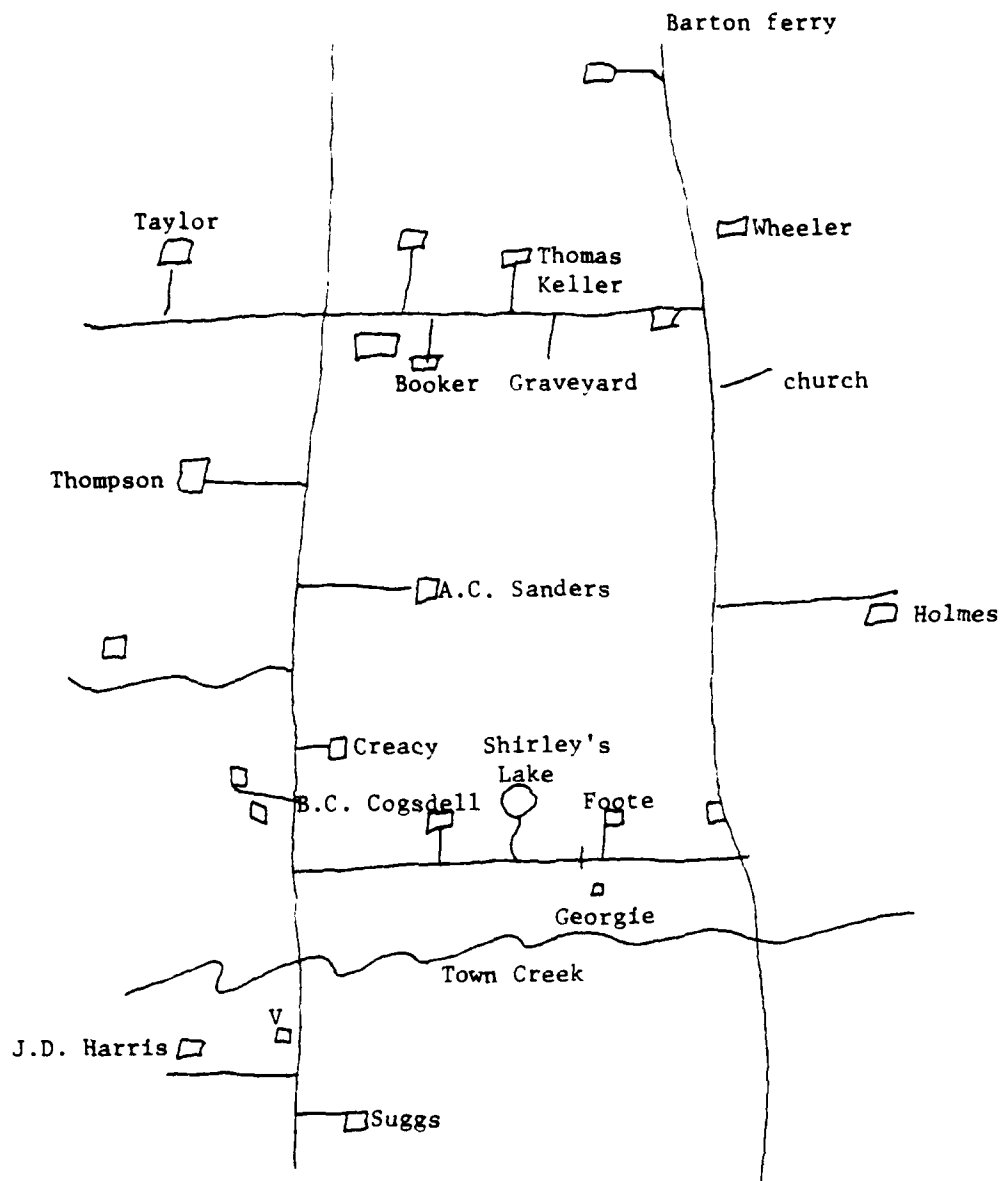 Barton ferry
Taylor
Wheeler
Thomas
Keller
Booker
Graveyard
church
Thompson
A.C. Sanders
Holmes
Creacy
Shirley's
Lake
B.C. Cogsdell
Foote
Georgie
Town Creek
V
J.D. Harris
Suggs